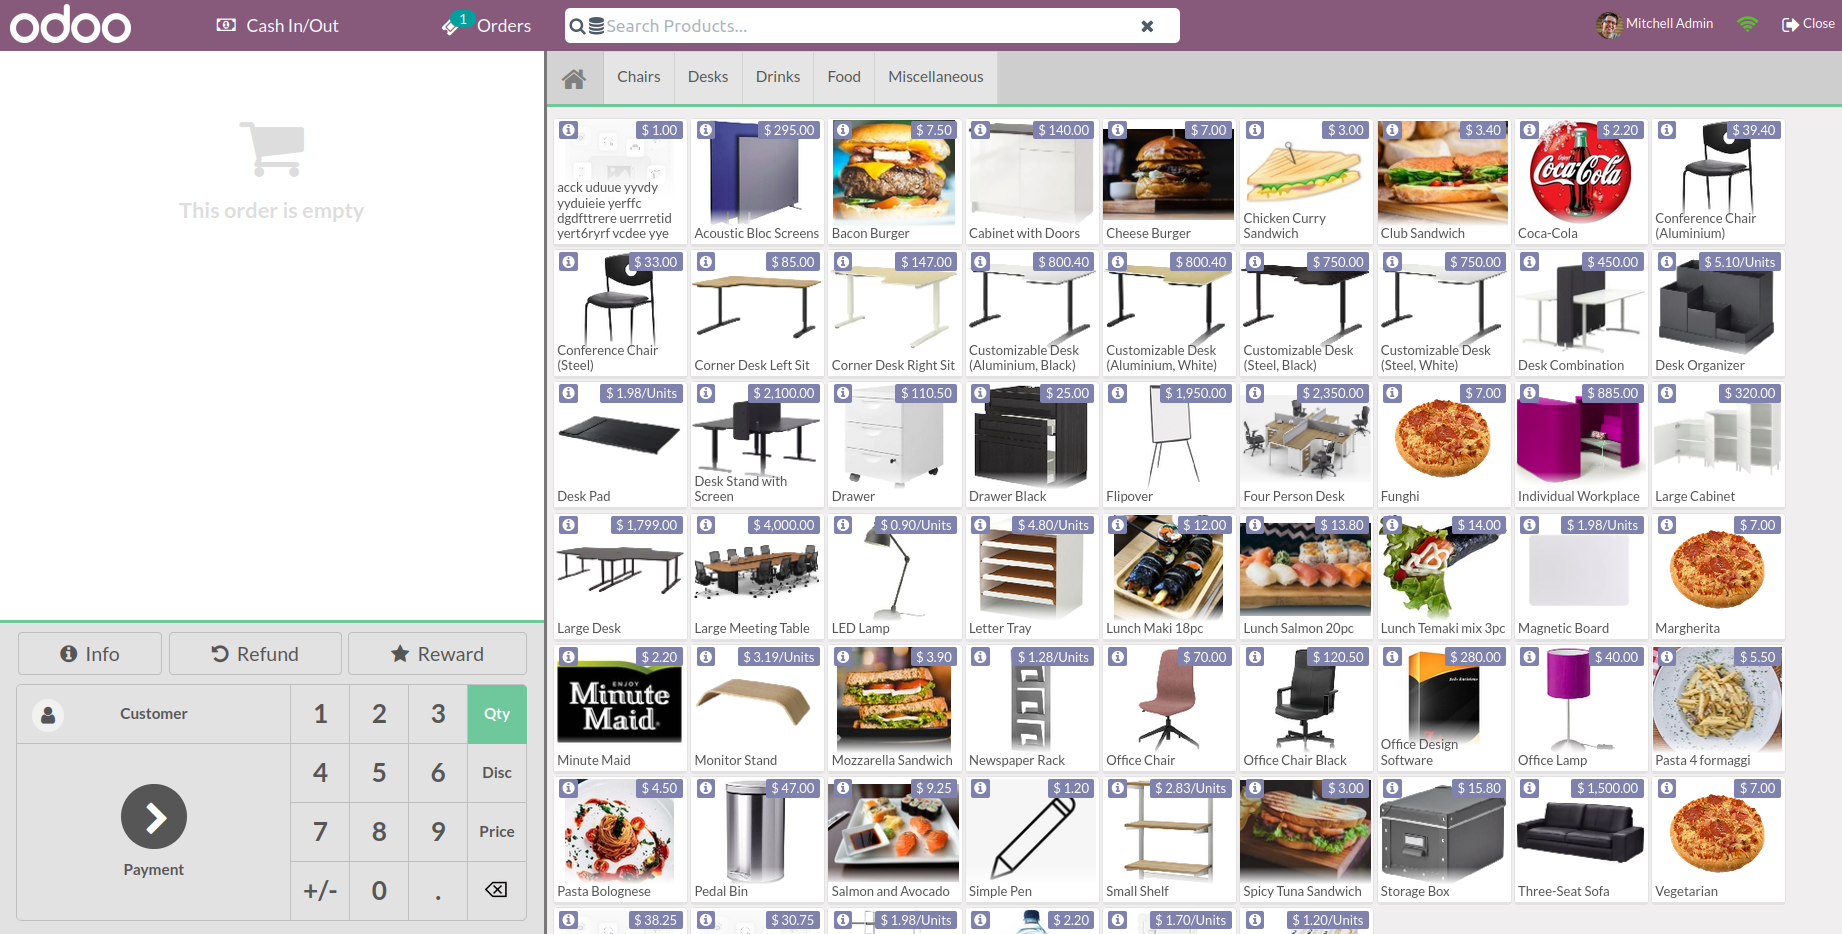 odoo
Cash In/Out
1
Orders
Search Products...
Mitchell Admin
Close
Chairs
Desks
Drinks
Food
Miscellaneous
This order is empty
$ 1.00
acck uduue yyvdy
yyduieie yerffc
dgdfttrere uerrretid
yert6ryrf vcdee yye
$ 295.00
Acoustic Bloc Screens
$ 7.50
Bacon Burger
$ 140.00
Cabinet with Doors
$ 7.00
Cheese Burger
$ 3.00
Chicken Curry
Sandwich
$ 3.40
Club Sandwich
$ 2.20
Enjoy
Coca-Cola
Coca-Cola
$ 39.40
Conference Chair
(Aluminium)
$ 33.00
Conference Chair
(Steel)
$ 85.00
Corner Desk Left Sit
$ 147.00
Corner Desk Right Sit
$ 800.40
Customizable Desk
(Aluminium, Black)
$ 800.40
Customizable Desk
(Aluminium, White)
$ 750.00
Customizable Desk
(Steel, Black)
$ 750.00
Customizable Desk
(Steel, White)
$ 450.00
Desk Combination
$ 5.10/Units
Desk Organizer
$ 1.98/Units
Desk Pad
$ 2,100.00
Desk Stand with
Screen
$ 110.50
Drawer
$ 25.00
Drawer Black
$ 1,950.00
Flipover
$ 2,350.00
Four Person Desk
$ 7.00
Funghi
$ 885.00
Individual Workplace
$ 320.00
Large Cabinet
$ 1,799.00
Large Desk
$ 4,000.00
Large Meeting Table
$ 0.90/Units
LED Lamp
$ 4.80/Units
Letter Tray
$ 12.00
Lunch Maki 18pc
$ 13.80
Lunch Salmon 20pc
$ 14.00
Lunch Temaki mix 3pc
$ 1.98/Units
Magnetic Board
$ 7.00
Margherita
$ 2.20
ENJOY
Minute
Maid
Minute Maid
$ 3.19/Units
Monitor Stand
$ 3.90
Mozzarella Sandwich
$ 1.28/Units
Newspaper Rack
$ 70.00
Office Chair
$ 120.50
Office Chair Black
$ 280.00
Office Design
Software
$ 40.00
Office Lamp
$ 5.50
Pasta 4 formaggi
$ 4.50
Pasta Bolognese
$ 47.00
Pedal Bin
$ 9.25
Salmon and Avocado
$ 1.20
Simple Pen
$ 2.83/Units
Small Shelf
$ 3.00
Spicy Tuna Sandwich
$ 15.80
Storage Box
$ 1,500.00
Three-Seat Sofa
$ 7.00
Vegetarian
$ 38.25
$ 30.75
$ 1.98/Units
$ 2.20
$ 1.70/Units
$ 1.20/Units
Info
Refund
Reward
Customer
1
2
3
Qty
4
5
6
Disc
7
8
9
Price
Payment
+/-
0
.